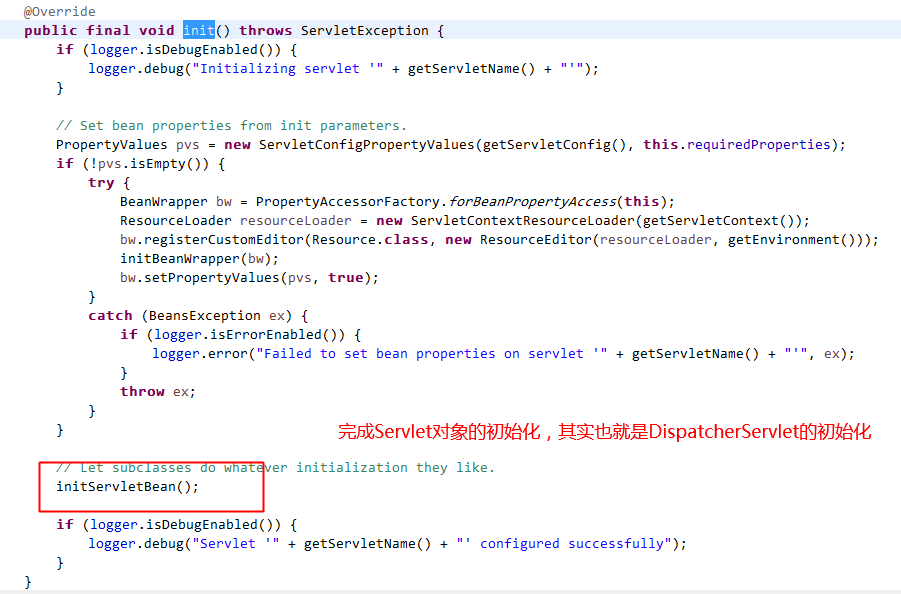 @Override
public final void init() throws ServletException {
if (logger.isDebugEnabled()) {
logger.debug("Initializing servlet '" + getServletName() + "'");
}
// Set bean properties from init parameters.
PropertyValues pvs = new ServletConfigPropertyValues(getServletConfig(), this.requiredProperties);
if (!pvs.isEmpty()) {
try {
BeanWrapper bw = PropertyAccessorFactory.forBeanPropertyAccess(this);
ResourceLoader resourceLoader = new ServletContextResourceLoader(getServletContext());
bw.registerCustomEditor(Resource.class, new ResourceEditor(resourceLoader, getEnvironment()));
initBeanWrapper(bw);
bw.setPropertyValues(pvs, true);
}
catch (BeansException ex) {
if (logger.isErrorEnabled()) {
logger.error("Failed to set bean properties on servlet '" + getServletName() + "'", ex);
}
throw ex;
}
}
完成Servlet对象的初始化，其实也就是DispatcherServlet的初始化
// Let subclasses do whatever initialization they like.
initServletBean();
if (logger.isDebugEnabled()) {
logger.debug("Servlet '" + getServletName() + "' configured successfully");
}
}